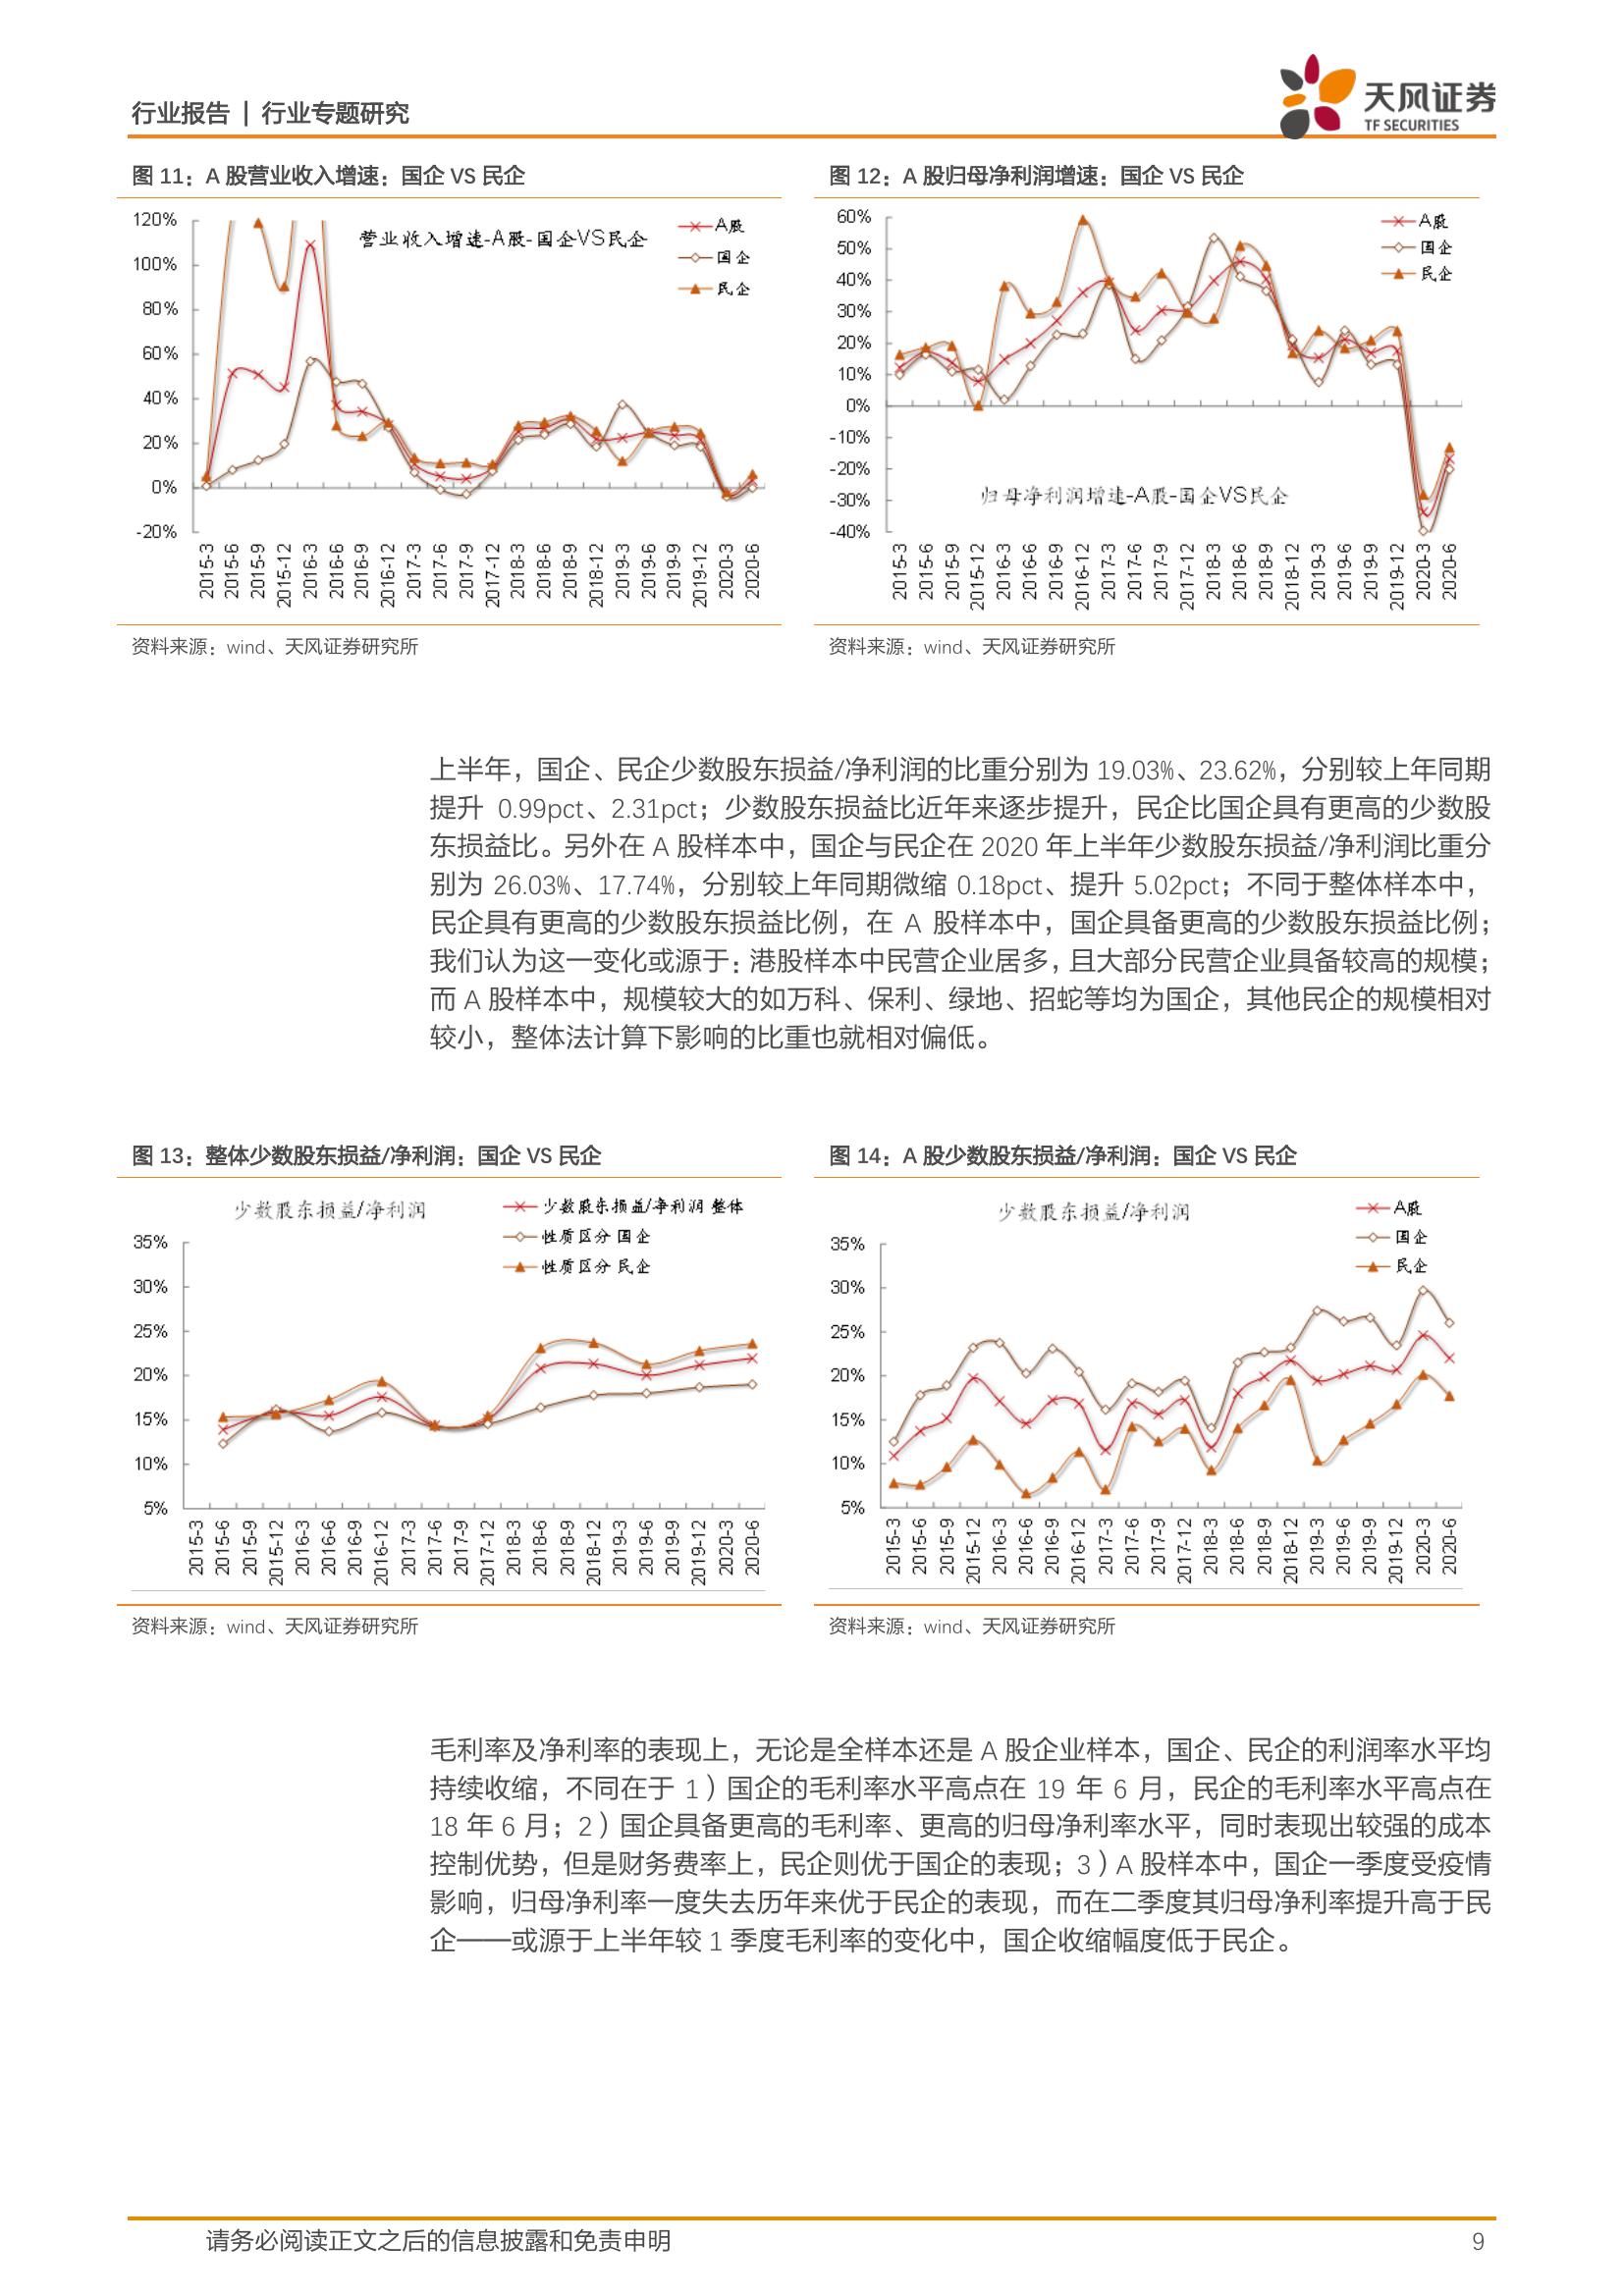 行业报告 | 行业专题研究
天风证券
TF SECURITIES
图 11：A 股营业收入增速：国企 VS 民企
营业收入增速-A股-国企VS民企
A股
国企
民企
120%
100%
80%
60%
40%
20%
0%
-20%
2015-3
2015-6
2015-9
2015-12
2016-3
2016-6
2016-9
2016-12
2017-3
2017-6
2017-9
2017-12
2018-3
2018-6
2018-9
2018-12
2019-3
2019-6
2019-9
2019-12
2020-3
2020-6
资料来源：wind、天风证券研究所
图 12：A 股归母净利润增速：国企 VS 民企
A股
国企
民企
60%
50%
40%
30%
20%
10%
0%
-10%
-20%
-30%
-40%
归母净利润增速-A股-国企VS民企
2015-3
2015-6
2015-9
2015-12
2016-3
2016-6
2016-9
2016-12
2017-3
2017-6
2017-9
2017-12
2018-3
2018-6
2018-9
2018-12
2019-3
2019-6
2019-9
2019-12
2020-3
2020-6
资料来源：wind、天风证券研究所
上半年，国企、民企少数股东损益/净利润的比重分别为 19.03%、23.62%，分别较上年同期
提升 0.99pct、2.31pct；少数股东损益比近年来逐步提升，民企比国企具有更高的少数股
东损益比。另外在 A 股样本中，国企与民企在 2020 年上半年少数股东损益/净利润比重分
别为 26.03%、17.74%，分别较上年同期微缩 0.18pct、提升 5.02pct；不同于整体样本中，
民企具有更高的少数股东损益比例，在 A 股样本中，国企具备更高的少数股东损益比例；
我们认为这一变化或源于：港股样本中民营企业居多，且大部分民营企业具备较高的规模；
而 A 股样本中，规模较大的如万科、保利、绿地、招蛇等均为国企，其他民企的规模相对
较小，整体法计算下影响的比重也就相对偏低。
图 13：整体少数股东损益/净利润：国企 VS 民企
少数股东损益/净利润
少数股东损益/净利润 整体
性质区分 国企
性质区分 民企
35%
30%
25%
20%
15%
10%
5%
2015-3
2015-6
2015-9
2015-12
2016-3
2016-6
2016-9
2016-12
2017-3
2017-6
2017-9
2017-12
2018-3
2018-6
2018-9
2018-12
2019-3
2019-6
2019-9
2019-12
2020-3
2020-6
资料来源：wind、天风证券研究所
图 14：A 股少数股东损益/净利润：国企 VS 民企
少数股东损益/净利润
A股
国企
民企
35%
30%
25%
20%
15%
10%
5%
2015-3
2015-6
2015-9
2015-12
2016-3
2016-6
2016-9
2016-12
2017-3
2017-6
2017-9
2017-12
2018-3
2018-6
2018-9
2018-12
2019-3
2019-6
2019-9
2019-12
2020-3
2020-6
资料来源：wind、天风证券研究所
毛利率及净利率的表现上，无论是全样本还是 A 股企业样本，国企、民企的利润率水平均
持续收缩，不同在于 1）国企的毛利率水平高点在 19 年 6 月，民企的毛利率水平高点在
18 年 6 月；2）国企具备更高的毛利率、更高的归母净利率水平，同时表现出较强的成本
控制优势，但是财务费率上，民企则优于国企的表现；3）A 股样本中，国企一季度受疫情
影响，归母净利率一度失去历年来优于民企的表现，而在二季度其归母净利率提升高于民
企——或源于上半年较 1 季度毛利率的变化中，国企收缩幅度低于民企。
请务必阅读正文之后的信息披露和免责申明
9